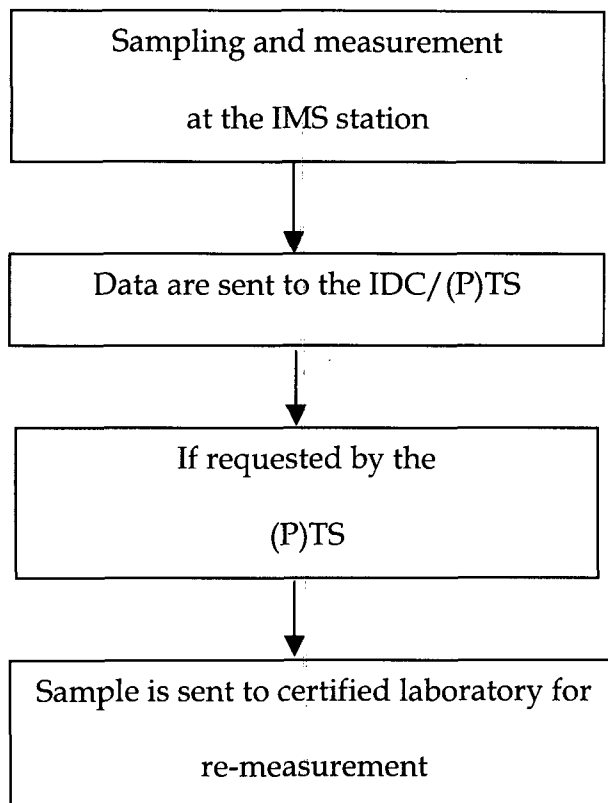 Sampling and measurement
at the IMS station
Data are sent to the IDC/(P)TS
If requested by the
(P)TS
Sample is sent to certified laboratory for
re-measurement